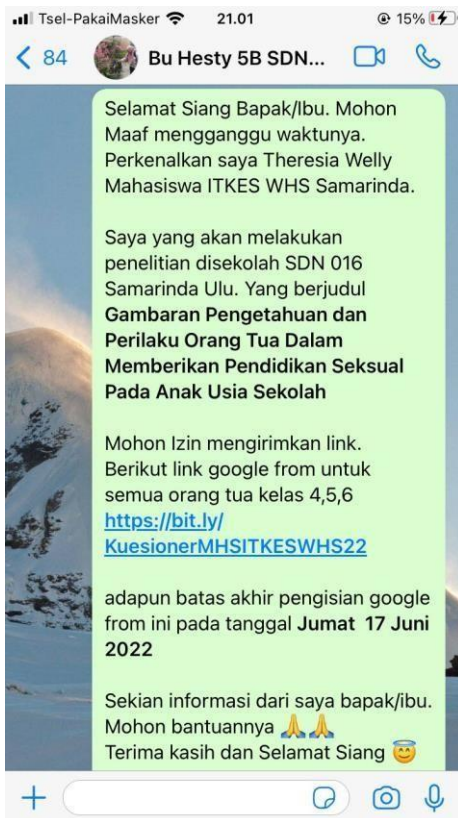 Tsel-PakaiMasker 21.01 15%
84 Bu Hesty 5B SDN...
Selamat Siang Bapak/Ibu. Mohon
Maaf mengganggu waktunya.
Perkenalkan saya Theresia Welly
Mahasiswa ITKES WHS Samarinda.
Saya yang akan melakukan
penelitian disekolah SDN 016
Samarinda Ulu. Yang berjudul
Gambaran Pengetahuan dan
Perilaku Orang Tua Dalam
Memberikan Pendidikan Seksual
Pada Anak Usia Sekolah
Mohon Izin mengirimkan link.
Berikut link google from untuk
semua orang tua kelas 4,5,6
https://bit.ly/
KuesionerMHSITKESWHS22
adapun batas akhir pengisian google
from ini pada tanggal Jumat 17 Juni
2022
Sekian informasi dari saya bapak/ibu.
Mohon bantuannya 🙏🙏
Terima kasih dan Selamat Siang 😇